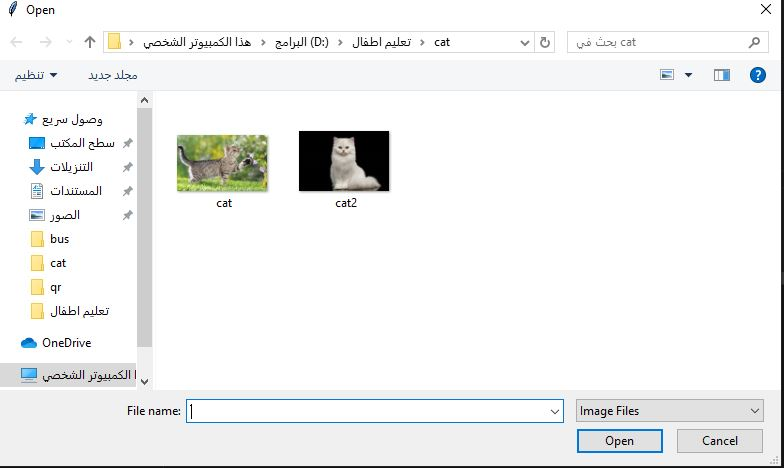 Open
هذا الكمبيوتر الشخصي › البرامج (D:) › تعليم اطفال › cat
بحث في cat
تنظيم
مجلد جديد
وصول سريع
سطح المكتب
التنزيلات
المستندات
الصور
bus
cat
qr
تعليم اطفال
OneDrive
ا الكمبيوتر الشخصي
cat
cat2
File name:
Image Files
Open
Cancel